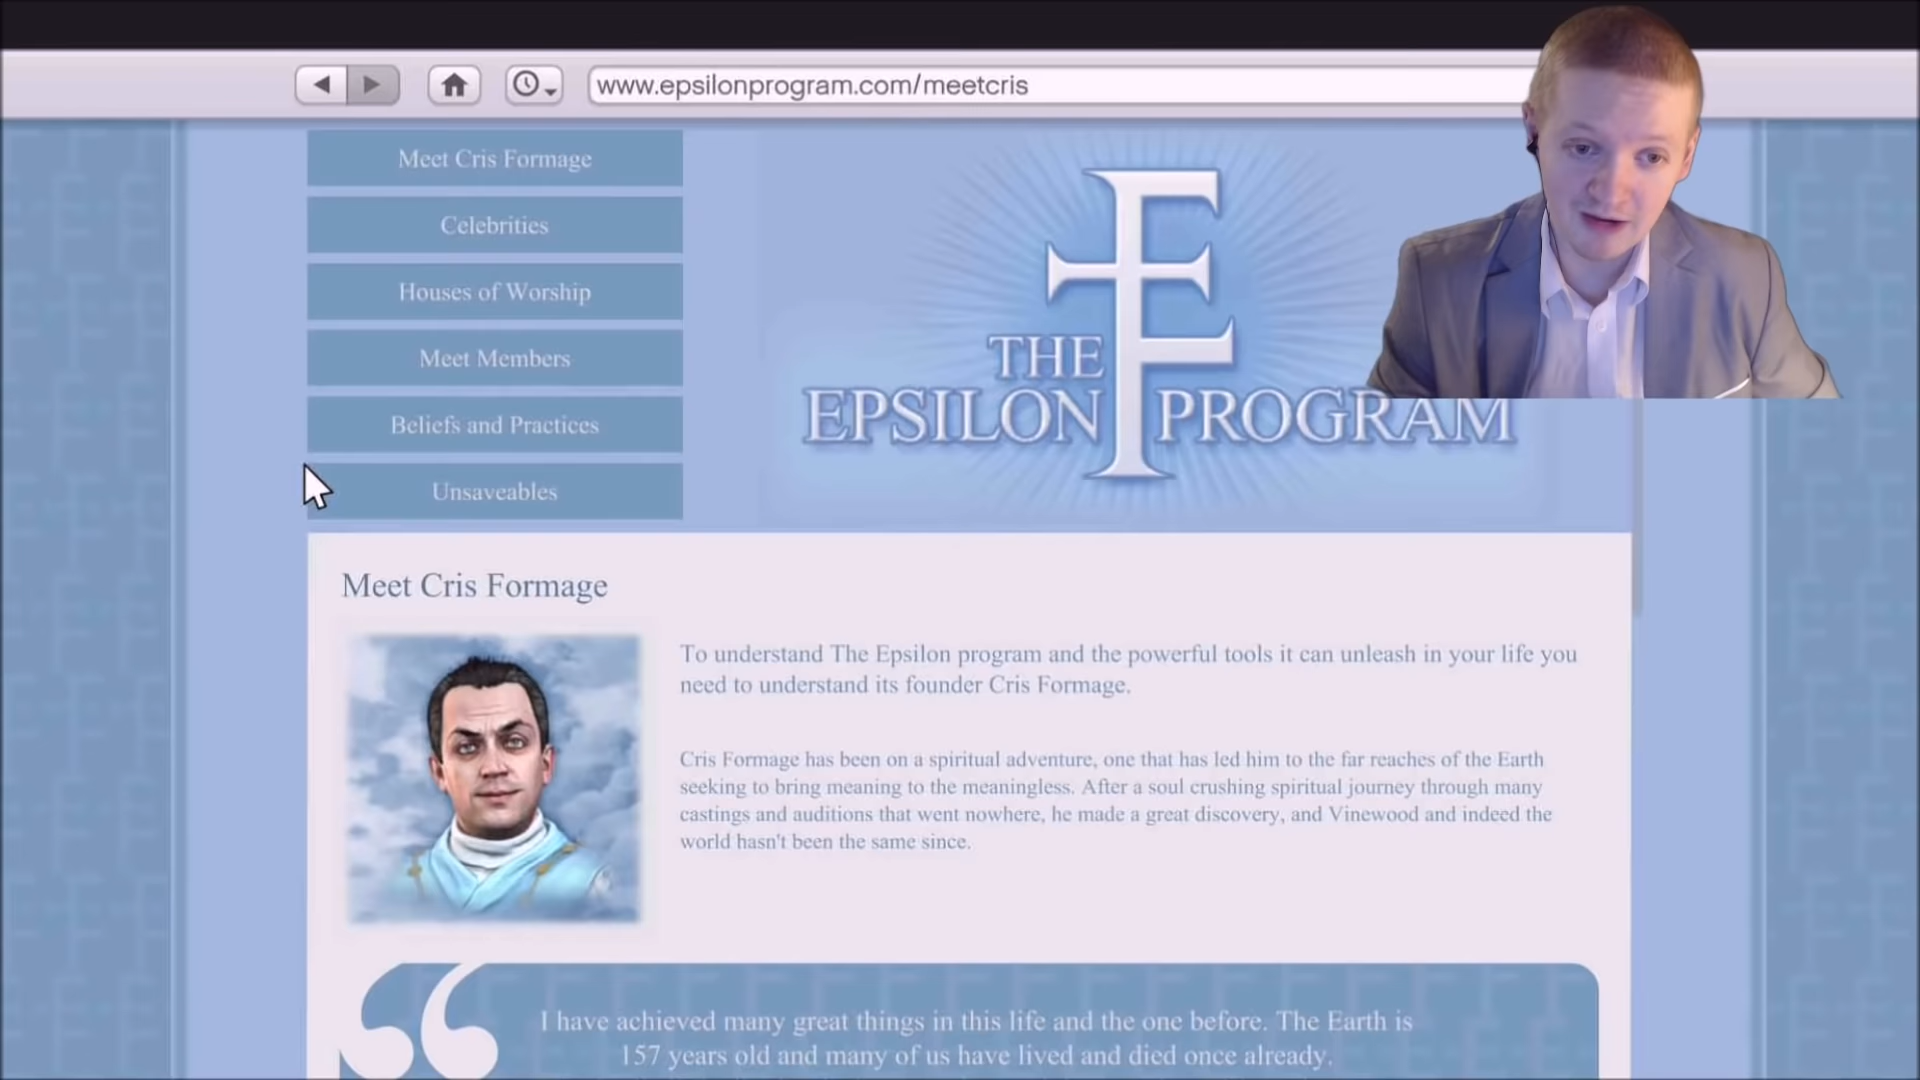 www.epsilonprogram.com/meetcris
Meet Cris Formage
Celebrities
Houses of Worship
Meet Members
Beliefs and Practices
Unsaveables
THE
EPSILON PROGRAM
Meet Cris Formage
To understand The Epsilon program and the powerful tools it can unleash in your life you
need to understand its founder Cris Formage.
Cris Formage has been on a spiritual adventure, one that has led him to the far reaches of the Earth
seeking to bring meaning to the meaningless. After a soul crushing spiritual journey through many
castings and auditions that went nowhere, he made a great discovery, and Vinewood and indeed the
world hasn't been the same since.
I have achieved many great things in this life and the one before. The Earth is
157 years old and many of us have lived and died once already.